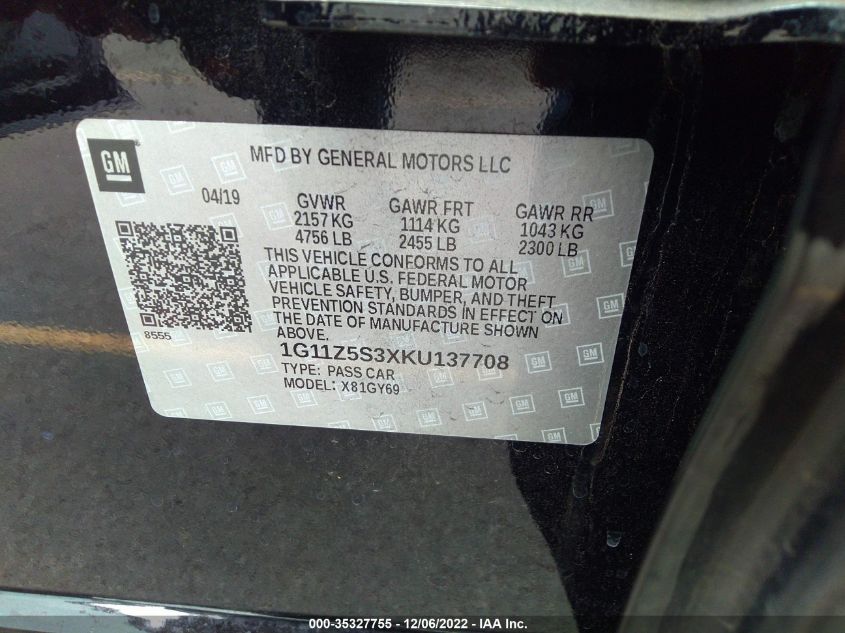 GM
MFD BY GENERAL MOTORS LLC
04/19
GVWR
2157 KG
4756 LB
GAWR FRT
1114 KG
2455 LB
GAWR RR
1043 KG
2300 LB
THIS VEHICLE CONFORMS TO ALL
APPLICABLE U.S. FEDERAL MOTOR
VEHICLE SAFETY, BUMPER, AND THEFT
PREVENTION STANDARDS IN EFFECT ON
THE DATE OF MANUFACTURE SHOWN
ABOVE.
8555
1G11Z5S3XKU137708
TYPE: PASS CAR
MODEL: X81GY69
000-35327755 - 12/06/2022 - IAA Inc.